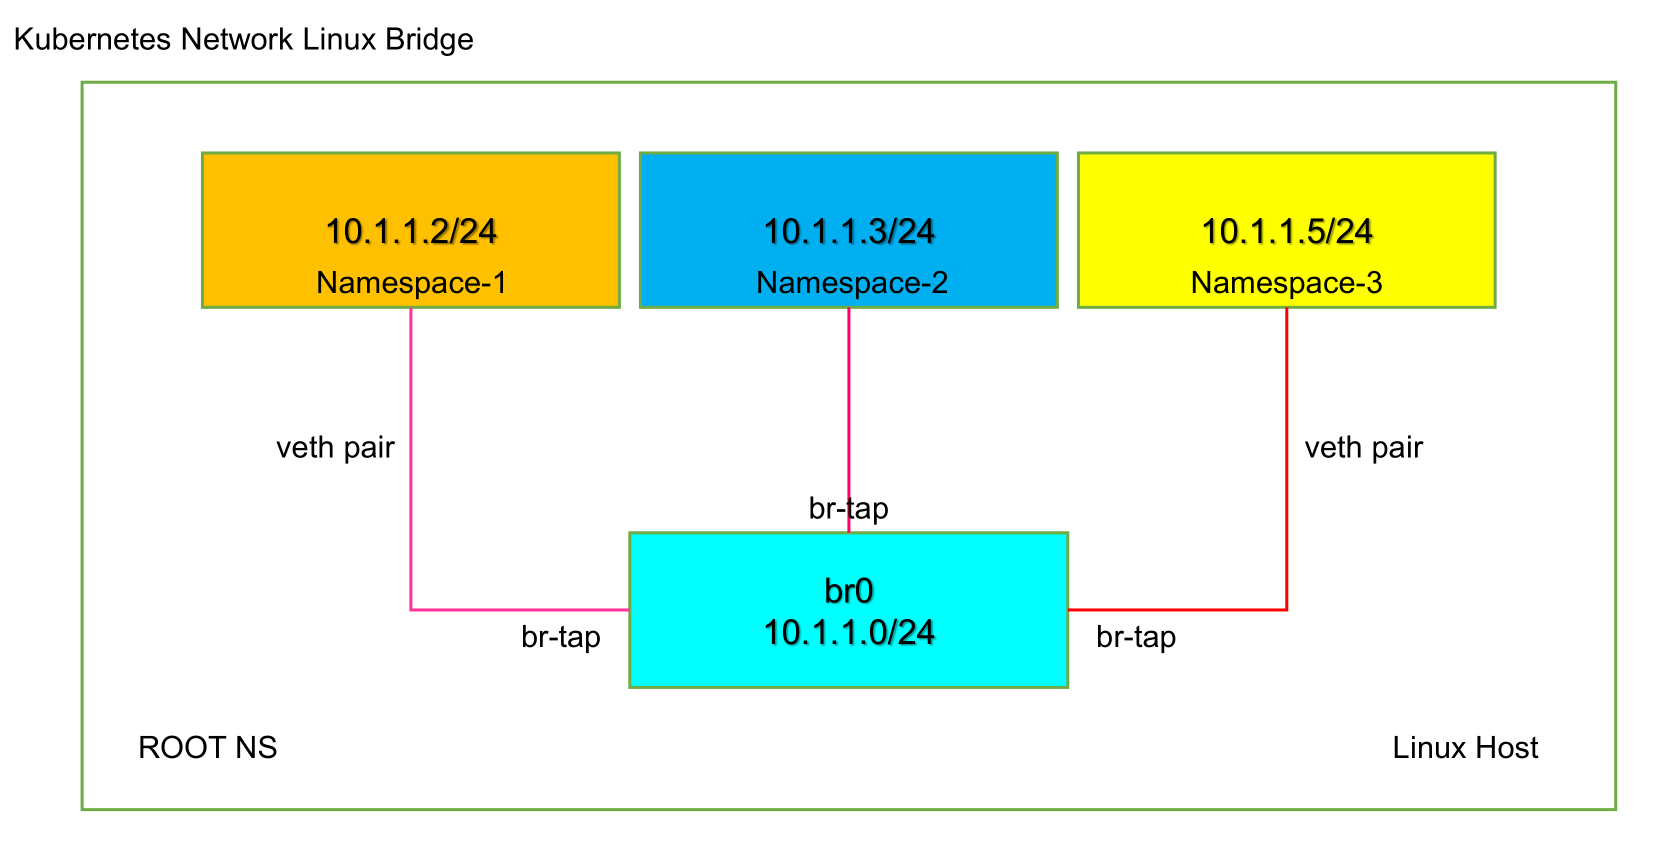 Kubernetes Network Linux Bridge
10.1.1.2/24
Namespace-1
10.1.1.3/24
Namespace-2
10.1.1.5/24
Namespace-3
veth pair
veth pair
br-tap
br0
10.1.1.0/24
br-tap
br-tap
ROOT NS
Linux Host